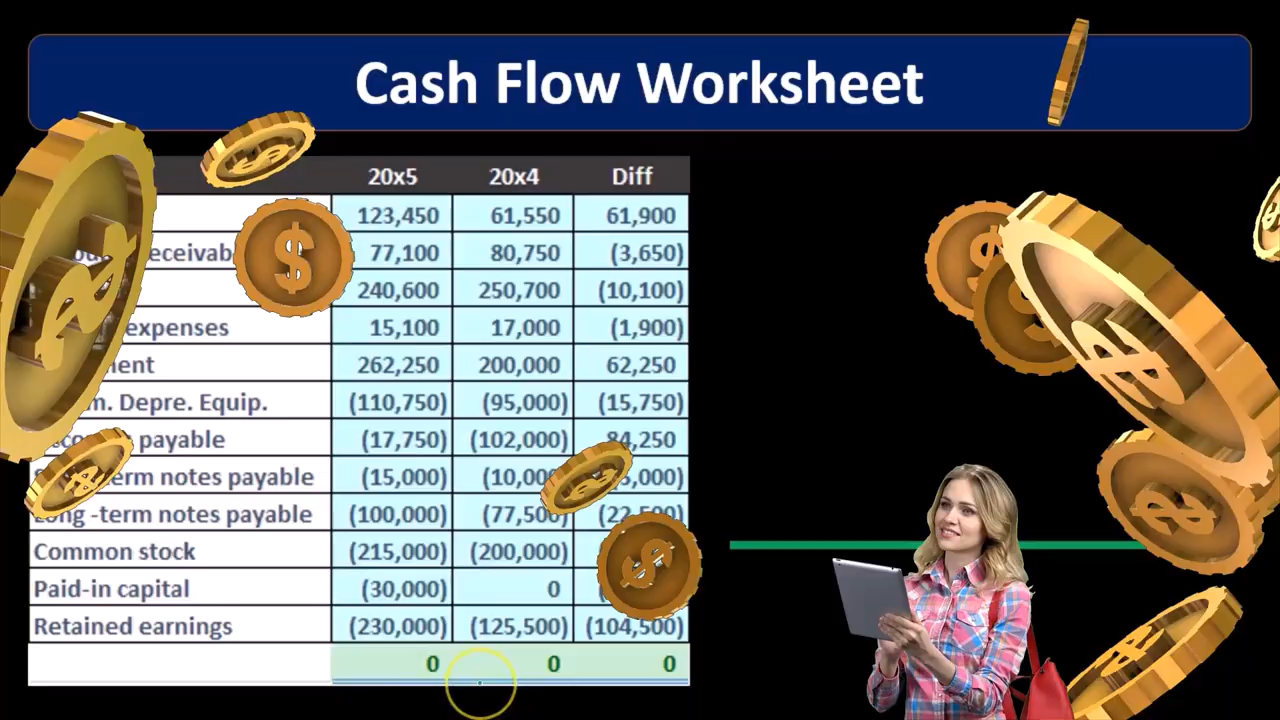 Cash Flow Worksheet
20x5 20x4 Diff
123,450 61,550 61,900
77,100 80,750 (3,650)
240,600 250,700 (10,100)
expenses 15,100 17,000 (1,900)
262,250 200,000 62,250
Depre. Equip. (110,750) (95,000) (15,750)
payable (17,750) (102,000) 84,250
notes payable (15,000)
Long -term notes payable (100,000) (77,500)
Common stock (215,000) (200,000)
Paid-in capital (30,000) 0
Retained earnings (230,000) (125,500) (104,500)
0 0 0